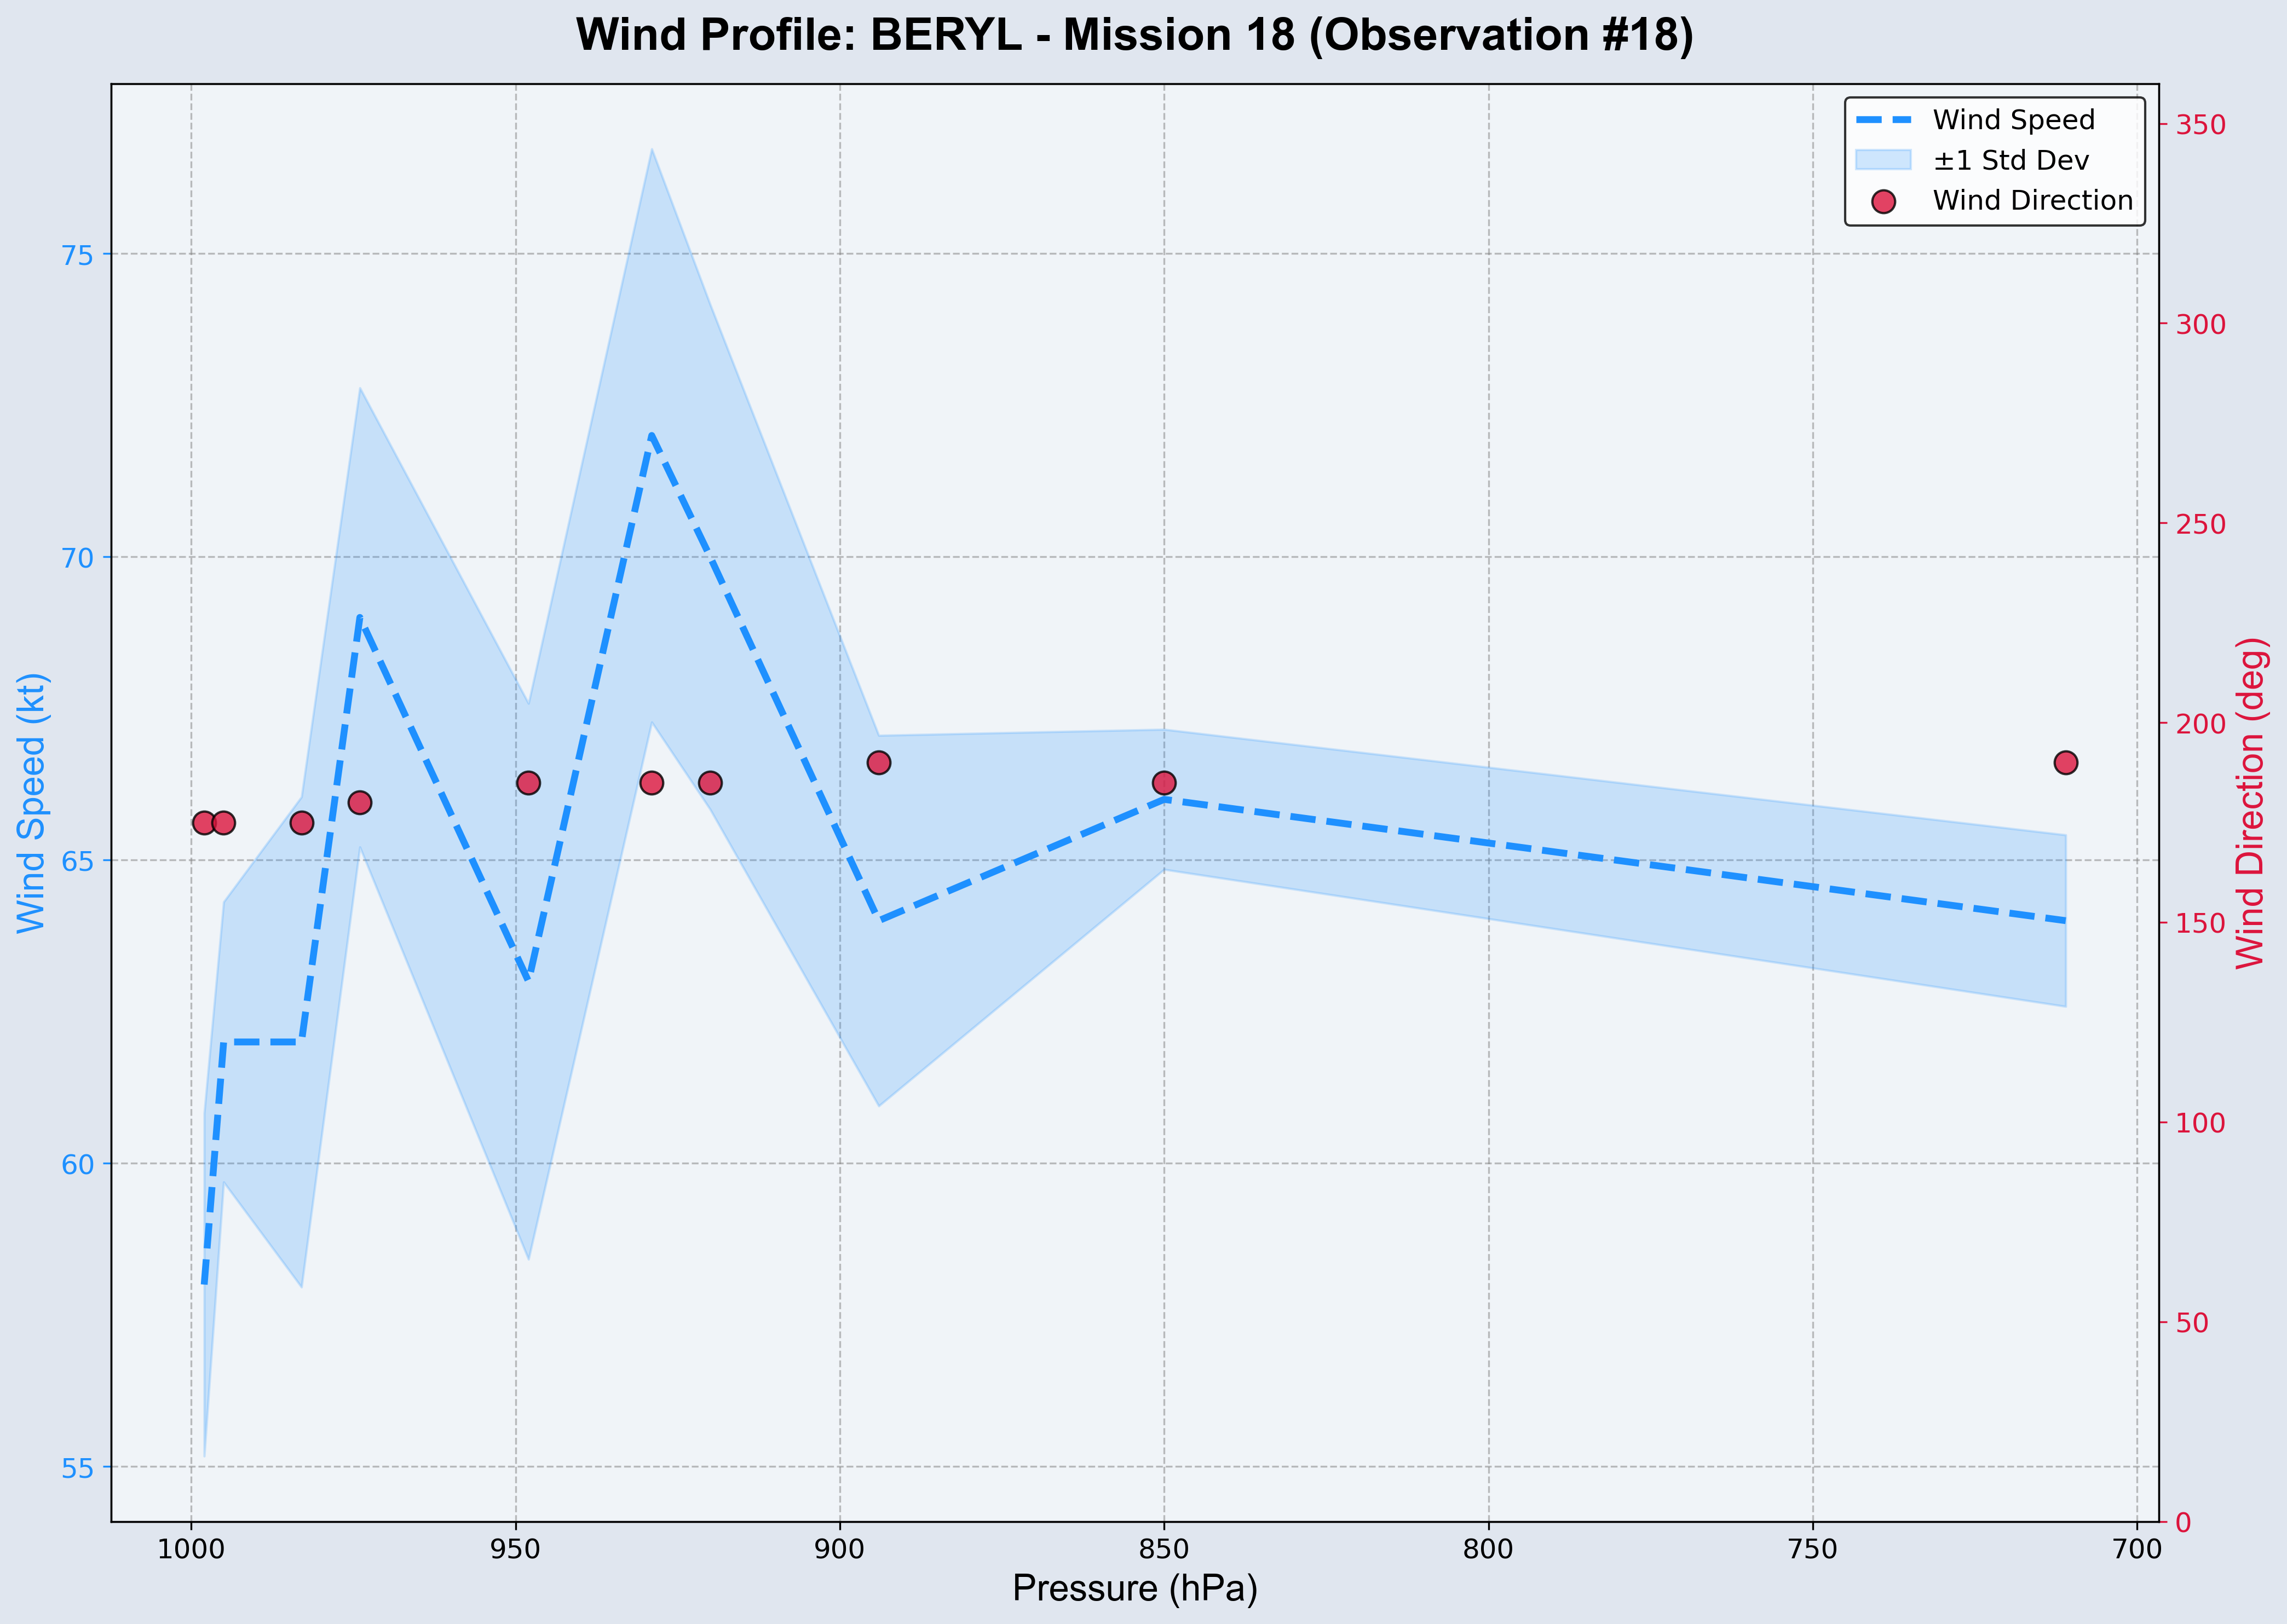 Wind Profile: BERYL - Mission 18 (Observation #18)
Wind Speed
±1 Std Dev
Wind Direction
Wind Speed (kt)
75
70
65
60
55
350
300
250
200
150
100
50
0
Wind Direction (deg)
1000
950
900
850
800
750
700
Pressure (hPa)